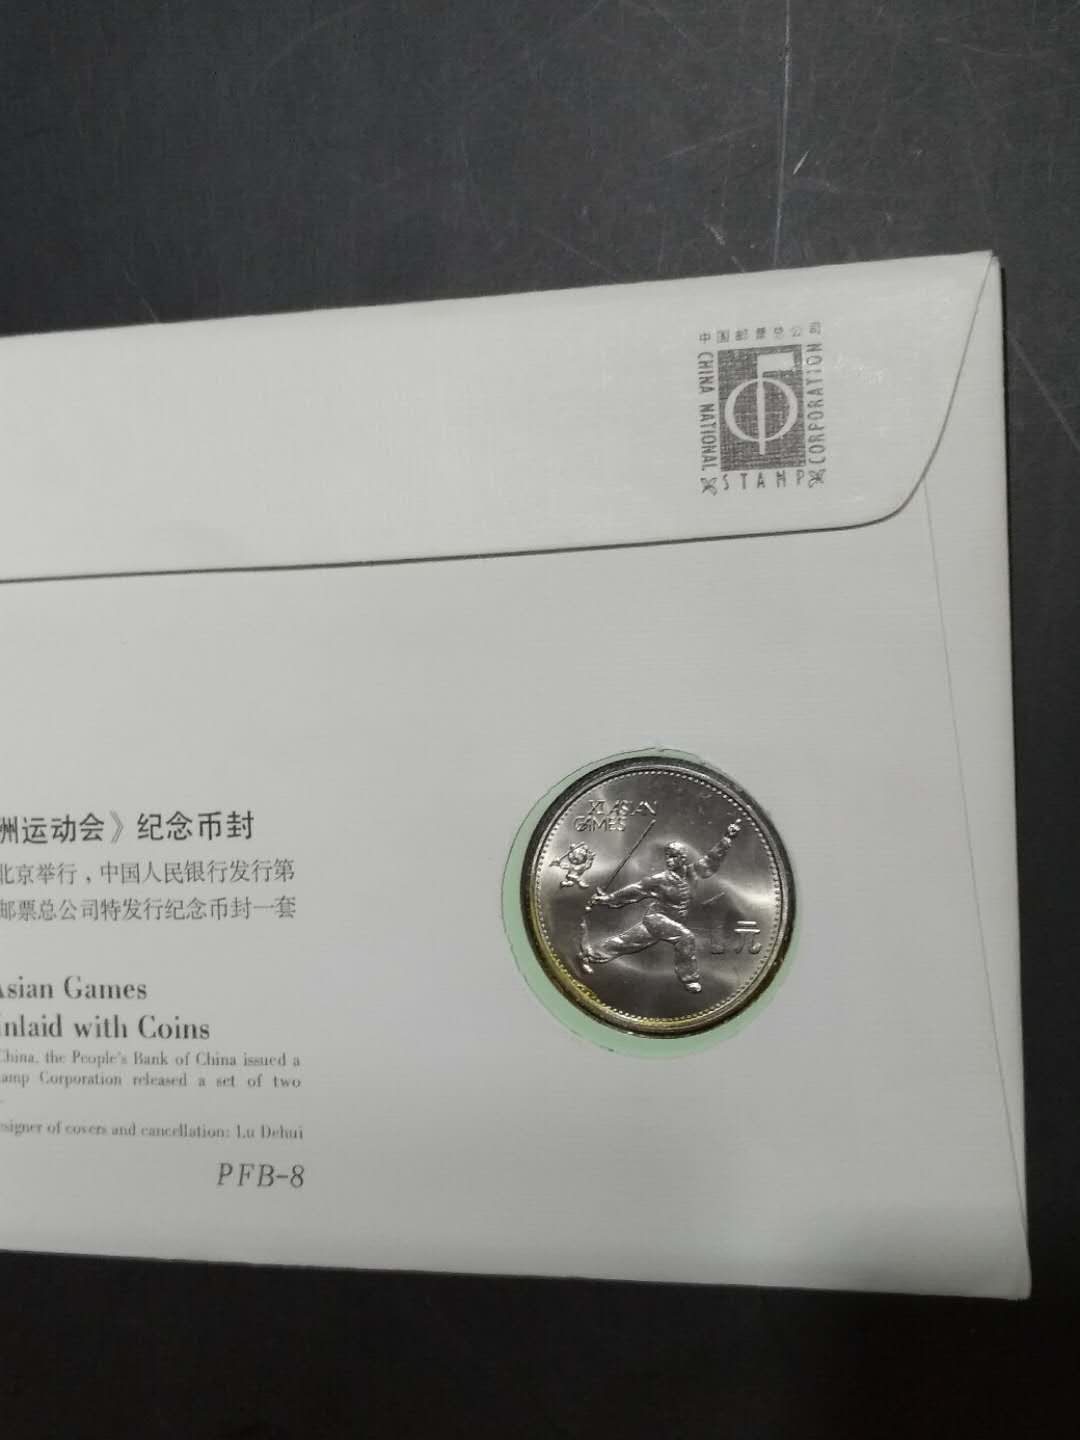 中国邮票总公司
CHINA NATIONAL
STAMP
CORPORATION
洲运动会》纪念币封
北京举行，中国人民银行发行第
邮票总公司特发行纪念币封一套
Asian Games
inlaid with Coins
China, the People's Bank of China issued a
amp Corporation released a set of two
signer of covers and cancellation: Lu Dehui
PFB-8
XI ASIAN
GAMES
1元